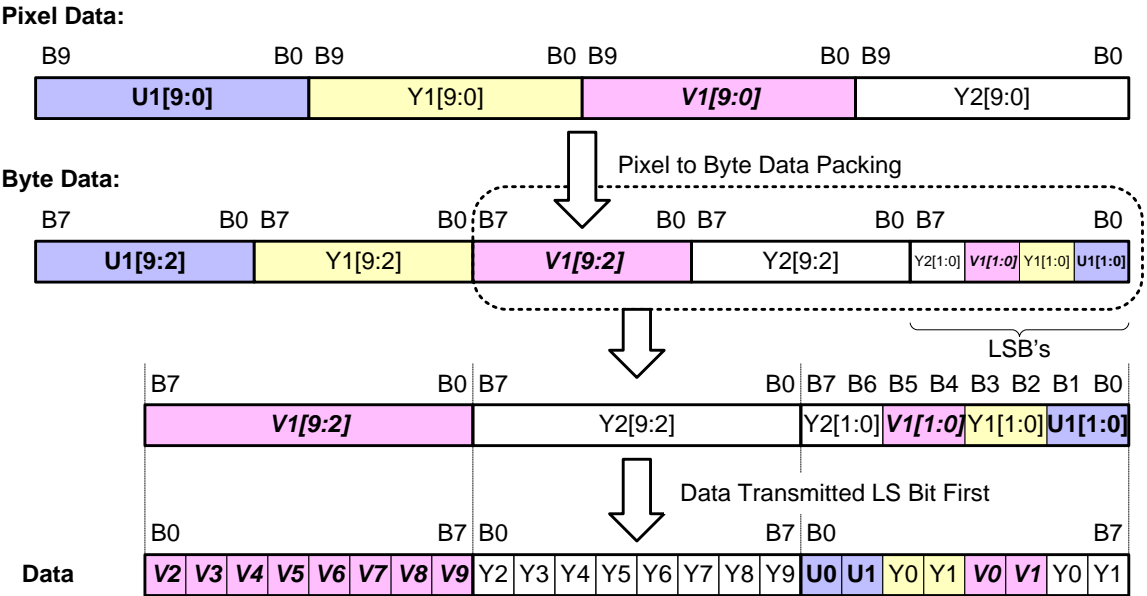 Pixel Data:
B9 B0 B9 B0 B9 B0 B9 B0
U1[9:0] Y1[9:0] V1[9:0] Y2[9:0]
Pixel to Byte Data Packing
Byte Data:
B7 B0 B7 B0 B7 B0 B7 B0 B7 B0
U1[9:2] Y1[9:2] V1[9:2] Y2[9:2] Y2[1:0] V1[1:0] Y1[1:0] U1[1:0]
LSB's
B7 B0 B7 B0 B7 B6 B5 B4 B3 B2 B1 B0
V1[9:2] Y2[9:2] Y2[1:0] V1[1:0] Y1[1:0] U1[1:0]
Data Transmitted LS Bit First
B0 B7 B0 B7 B0 B7
Data V2 V3 V4 V5 V6 V7 V8 V9 Y2 Y3 Y4 Y5 Y6 Y7 Y8 Y9 U0 U1 Y0 Y1 V0 V1 Y0 Y1